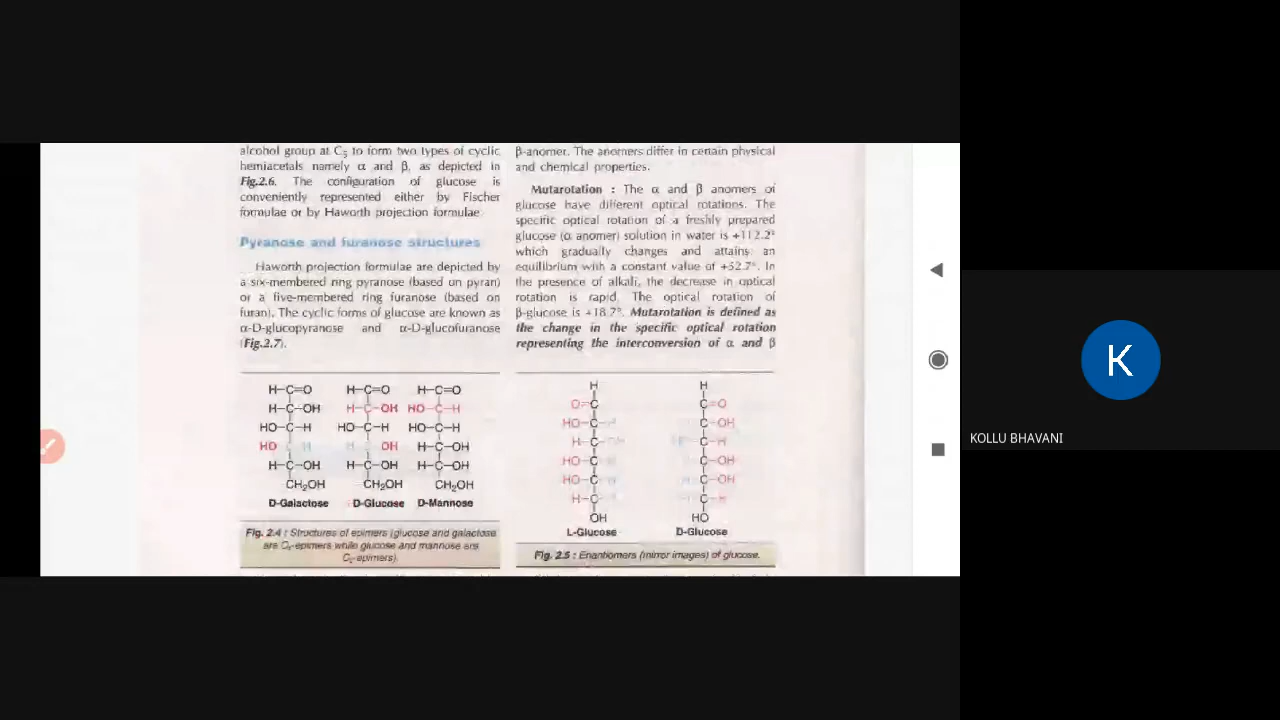 alcohol group at C5 to form two types of cyclic
hemiacetals namely α and β, as depicted in
Fig.2.6. The configuration of glucose is
conveniently represented either by Fischer
formulae or by Haworth projection formulae
Pyranose and furanose structures
Haworth projection formulae are depicted by
a six-membered ring pyranose (based on pyran)
or a five-membered ring furanose (based on
furan). The cyclic forms of glucose are known as
α-D-glucopyranose and α-D-glucofuranose
(Fig.2.7).
H-C=O H-C=O H-C=O
H-C-OH H-C-OH HO-C-H
HO-C-H HO-C-H HO-C-H
HO C H H C OH H-C-OH
H-C-OH H-C-OH H-C-OH
CH2OH CH2OH CH2OH
D-Galactose D-Glucose D-Mannose
Fig. 2.4 : Structures of epimers (glucose and galactose
are C4-epimers while glucose and mannose are
C2-epimers).
β-anomer. The anomers differ in certain physical
and chemical properties.
Mutarotation : The α and β anomers of
glucose have different optical rotations. The
specific optical rotation of a freshly prepared
glucose (α anomer) solution in water is +112.2°
which gradually changes and attains an
equilibrium with a constant value of +52.7°. In
the presence of alkali, the decrease in optical
rotation is rapid. The optical rotation of
β-glucose is +18.7°. Mutarotation is defined as
the change in the specific optical rotation
representing the interconversion of α and β
H H
O=C C=O
HO-C-H H-C-OH
H-C-OH HO-C-H
HO-C-H H-C-OH
HO-C-H H-C-OH
H-C-H H-C-H
OH HO
L-Glucose D-Glucose
Fig. 2.5 : Enantiomers (mirror images) of glucose.
K
KOLLU BHAVANI